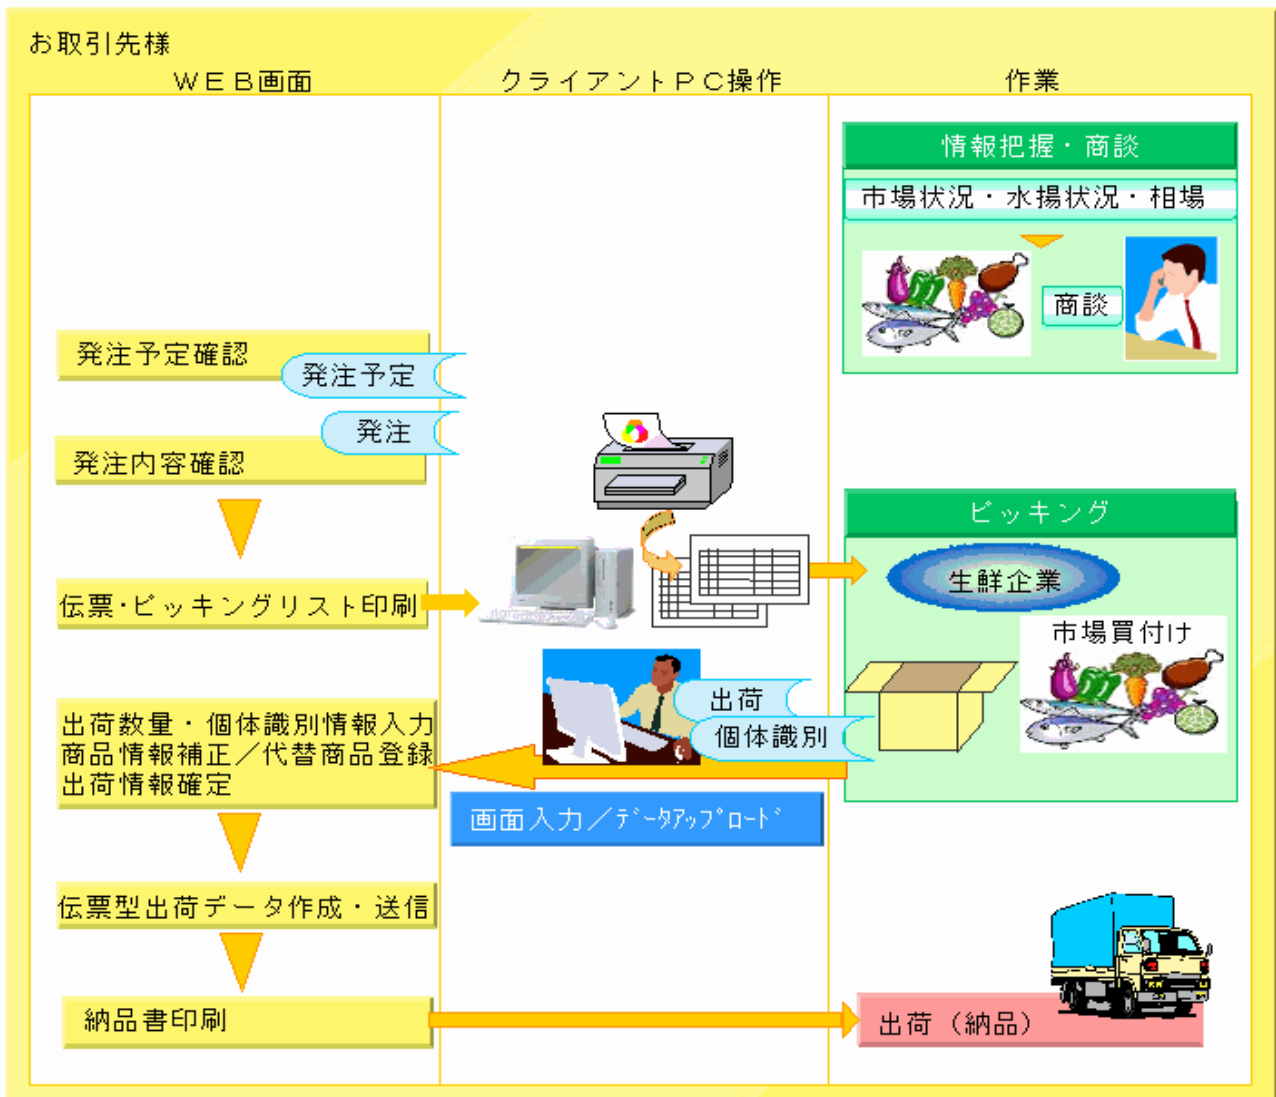 お取引先様
ＷＥＢ画面
クライアントＰＣ操作
作業
情報把握・商談
市場状況・水揚状況・相場
商談
発注予定確認
発注予定
発注
発注内容確認
ピッキング
生鮮企業
伝票・ピッキングリスト印刷
市場買付け
出荷
個体識別
出荷数量・個体識別情報入力
商品情報補正／代替商品登録
出荷情報確定
画面入力／ﾃﾞｰﾀｱｯﾌﾟﾛｰﾄﾞ
伝票型出荷データ作成・送信
納品書印刷
出荷（納品）